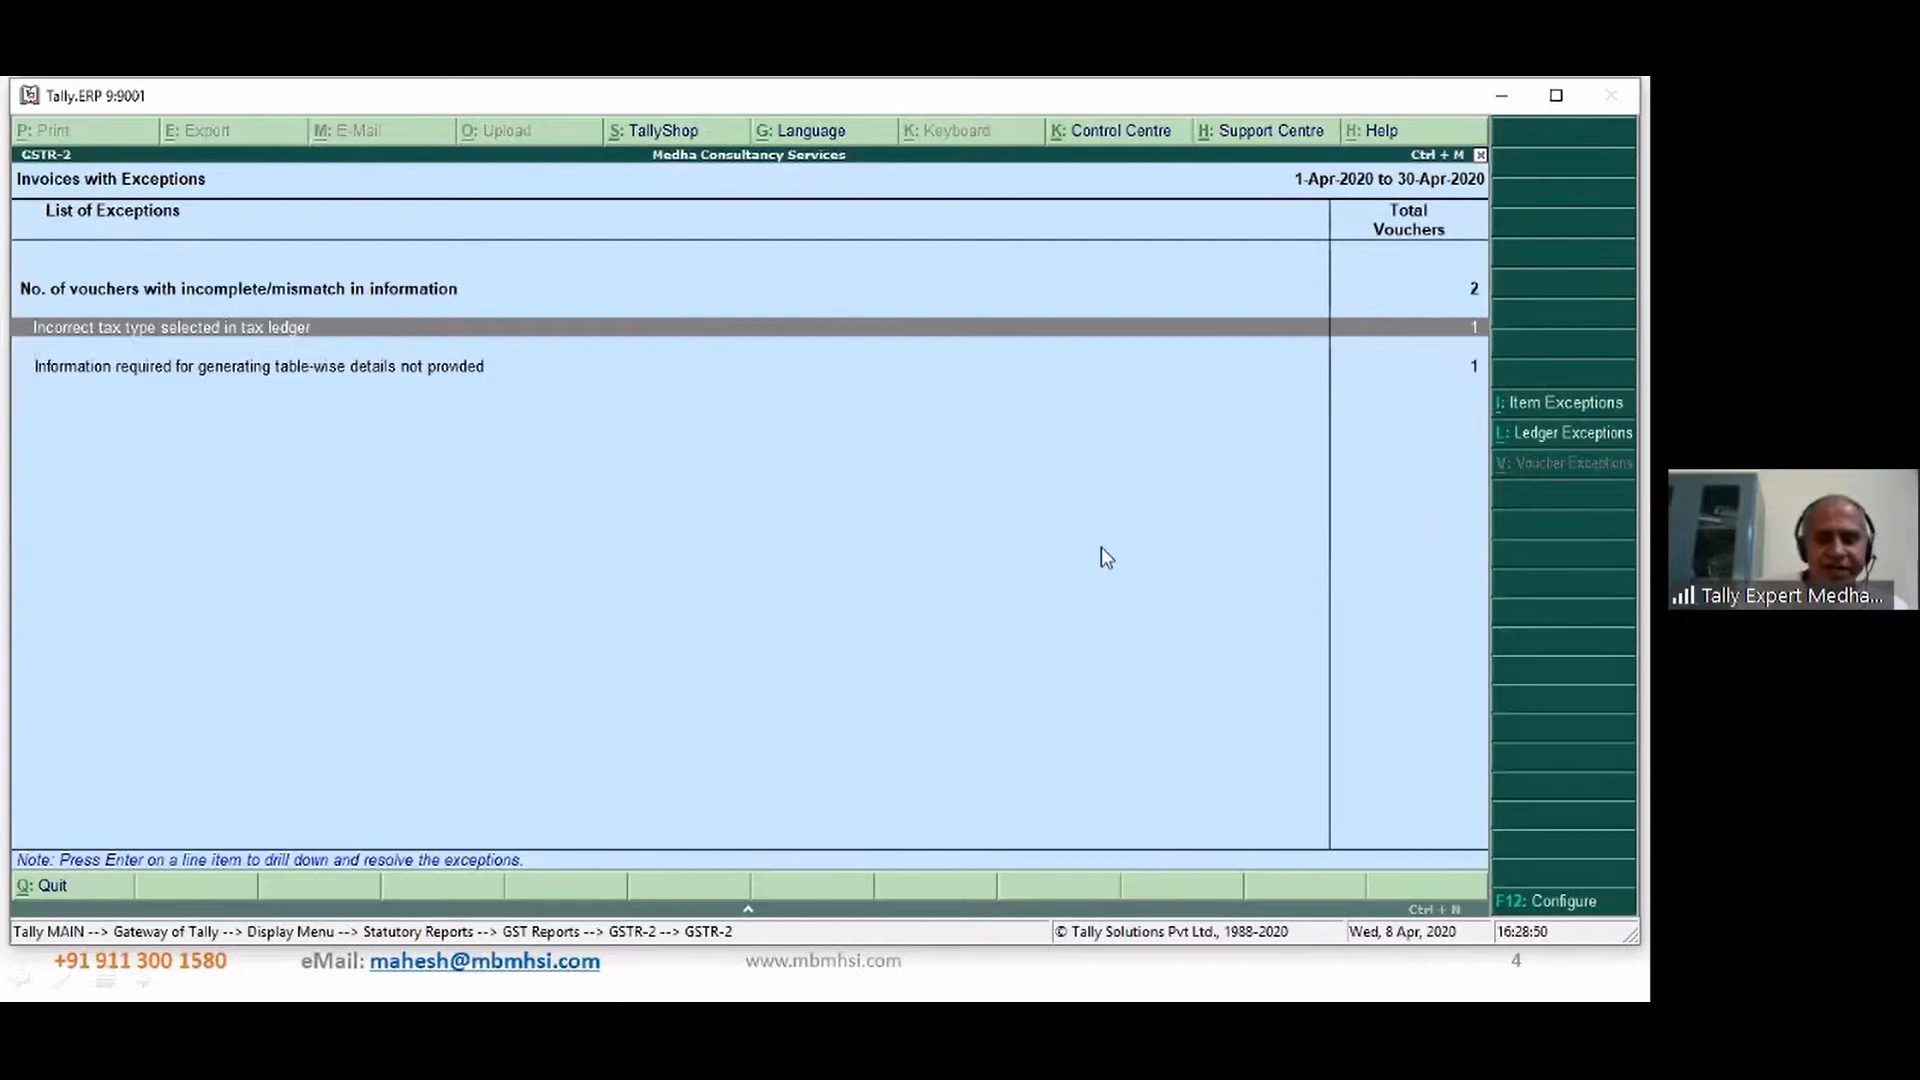 Tally.ERP 9:9001
P: Print E: Export M: E-Mail O: Upload S: TallyShop G: Language K: Keyboard K: Control Centre H: Support Centre H: Help
GSTR-2 Medha Consultancy Services Ctrl + M
Invoices with Exceptions 1-Apr-2020 to 30-Apr-2020
List of Exceptions Total
Vouchers
No. of vouchers with incomplete/mismatch in information 2
Incorrect tax type selected in tax ledger 1
Information required for generating table-wise details not provided 1
I: Item Exceptions
L: Ledger Exceptions
V: Voucher Exceptions
Tally Expert Medha...
Note: Press Enter on a line item to drill down and resolve the exceptions.
Q: Quit
F12: Configure
Ctrl + N
Tally MAIN --> Gateway of Tally --> Display Menu --> Statutory Reports --> GST Reports --> GSTR-2 --> GSTR-2 © Tally Solutions Pvt Ltd., 1988-2020 Wed, 8 Apr, 2020 16:28:50
+91 911 300 1580 eMail: mahesh@mbmhsi.com www.mbmhsi.com 4